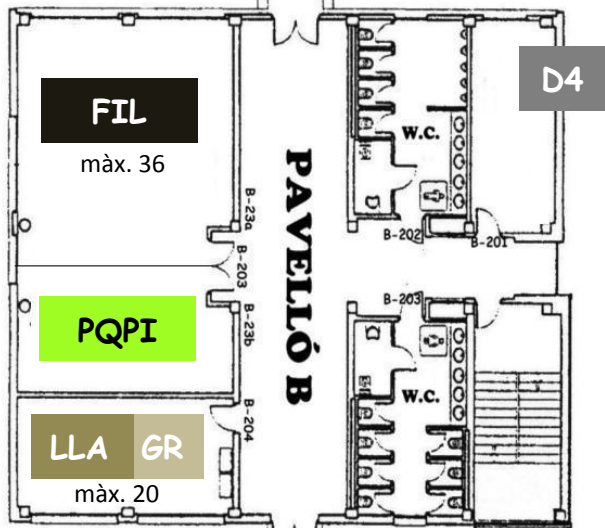 FIL
màx. 36
D4
W.C.
PAVELLÓ B
B-23a
B-203
B-202
B-201
PQPI
B-23b
B-203
LLA GR
màx. 20
B-204
W.C.